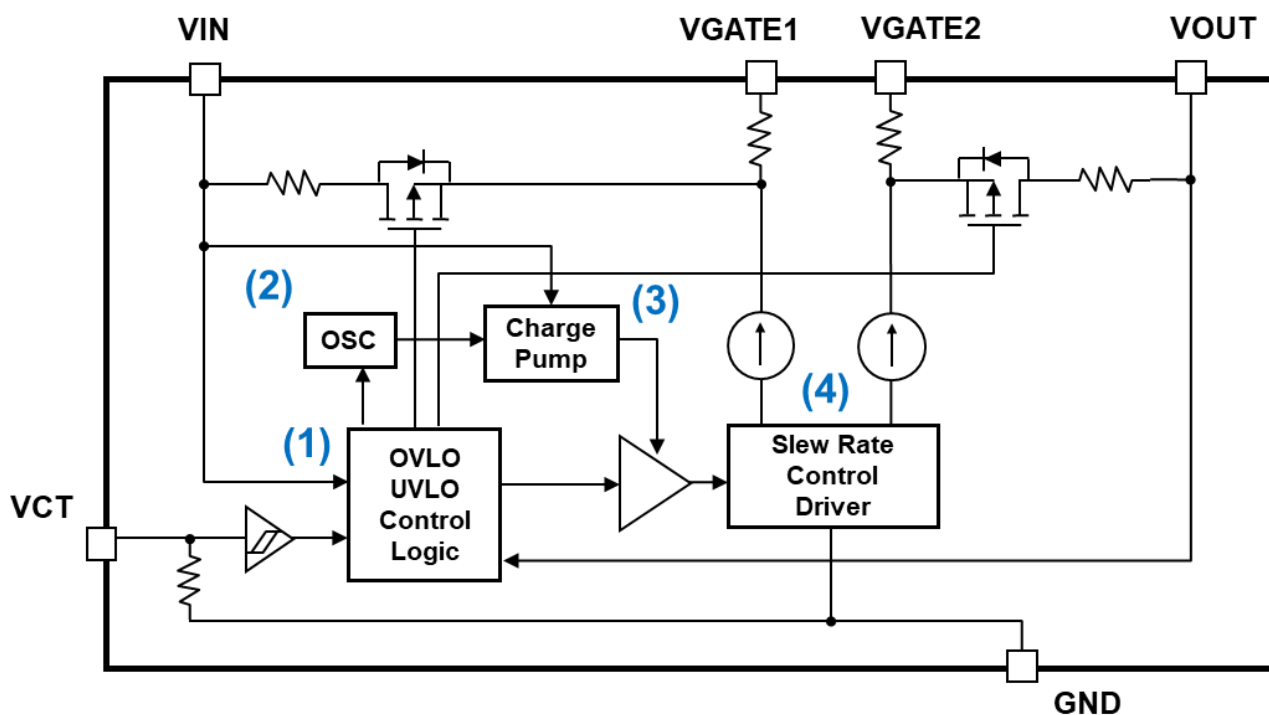 VIN
VGATE1
VGATE2
VOUT
(2)
(3)
OSC
Charge
Pump
(4)
(1)
OVLO
UVLO
Control
Logic
Slew Rate
Control
Driver
VCT
GND